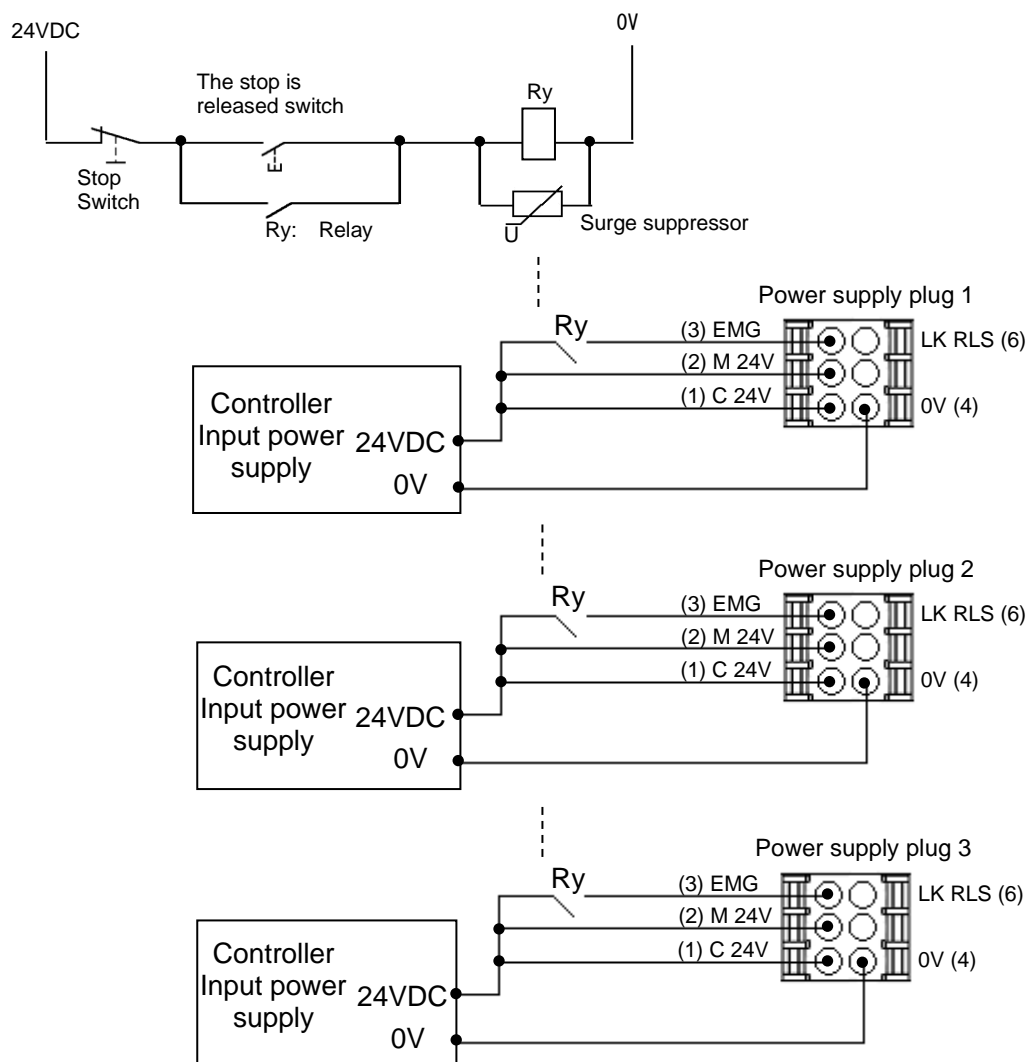 24VDC
0V
The stop is
released switch
Ry
Stop
Switch
Ry: Relay
U
Surge suppressor
Power supply plug 1
Ry
(3) EMG
LK RLS (6)
(2) M 24V
(1) C 24V
0V (4)
Controller
Input power
supply
24VDC
0V
Power supply plug 2
Ry
(3) EMG
LK RLS (6)
(2) M 24V
(1) C 24V
0V (4)
Controller
Input power
supply
24VDC
0V
Power supply plug 3
Ry
(3) EMG
LK RLS (6)
(2) M 24V
(1) C 24V
0V (4)
Controller
Input power
supply
24VDC
0V